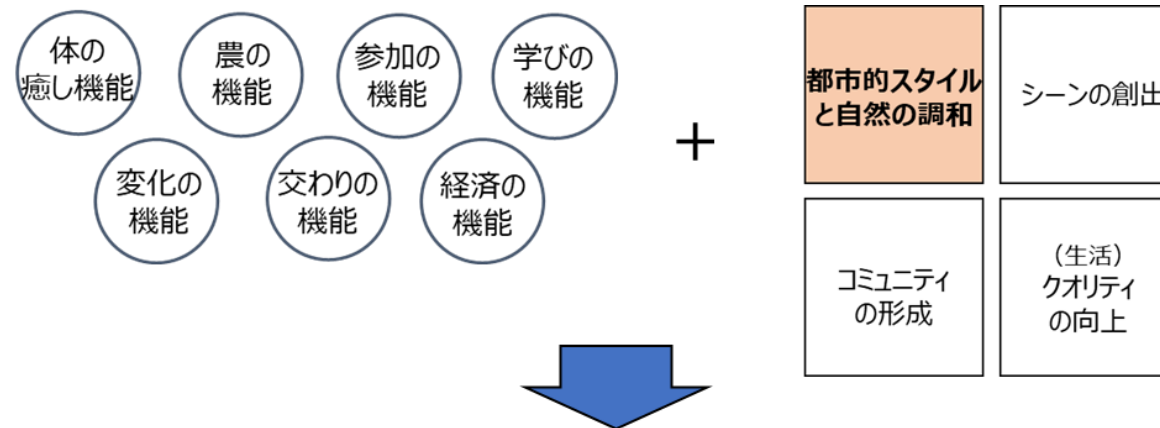 体の
癒し機能
農の
機能
参加の
機能
学びの
機能
変化の
機能
交わりの
機能
経済の
機能
＋
都市的スタイル
と自然の調和
シーンの創出
コミュニティ
の形成
（生活）
クオリティ
の向上